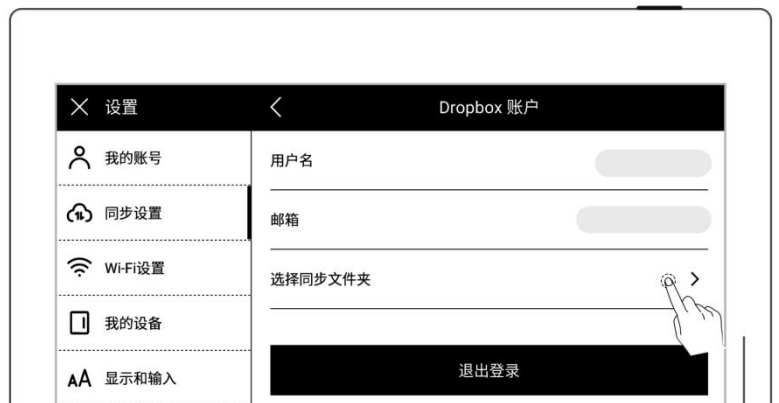 设置
我的账号
同步设置
Wi-Fi设置
我的设备
AA 显示和输入
Dropbox 账户
用户名
邮箱
选择同步文件夹
退出登录